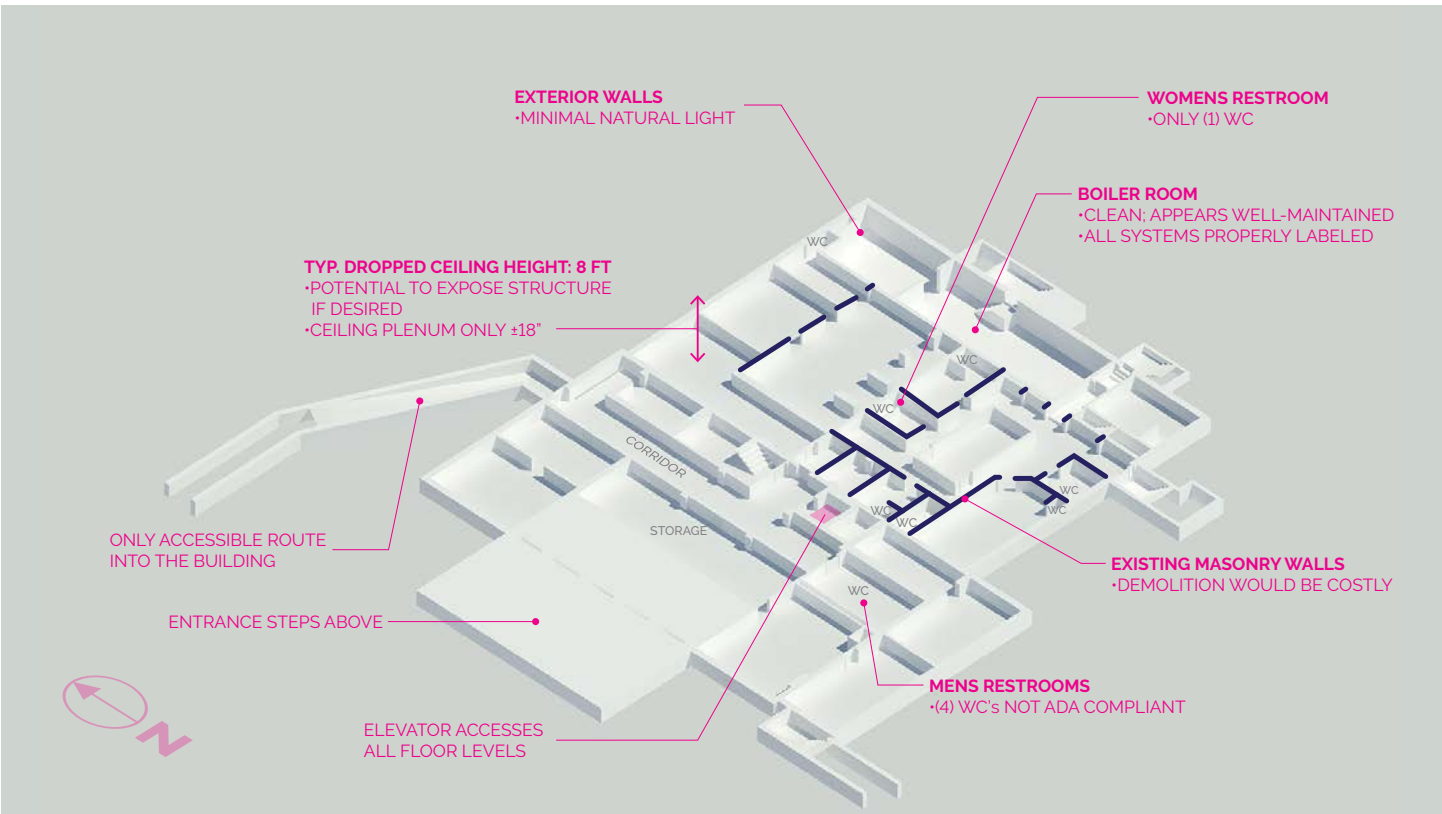 EXTERIOR WALLS
•MINIMAL NATURAL LIGHT
WOMENS RESTROOM
•ONLY (1) WC
BOILER ROOM
•CLEAN; APPEARS WELL-MAINTAINED
•ALL SYSTEMS PROPERLY LABELED
WC
TYP. DROPPED CEILING HEIGHT: 8 FT
•POTENTIAL TO EXPOSE STRUCTURE
IF DESIRED
•CEILING PLENUM ONLY ±18"
WC
WC
CORRIDOR
WC
WC
WC
WC
STORAGE
ONLY ACCESSIBLE ROUTE
INTO THE BUILDING
EXISTING MASONRY WALLS
•DEMOLITION WOULD BE COSTLY
WC
ENTRANCE STEPS ABOVE
MENS RESTROOMS
•(4) WC's NOT ADA COMPLIANT
N
ELEVATOR ACCESSES
ALL FLOOR LEVELS